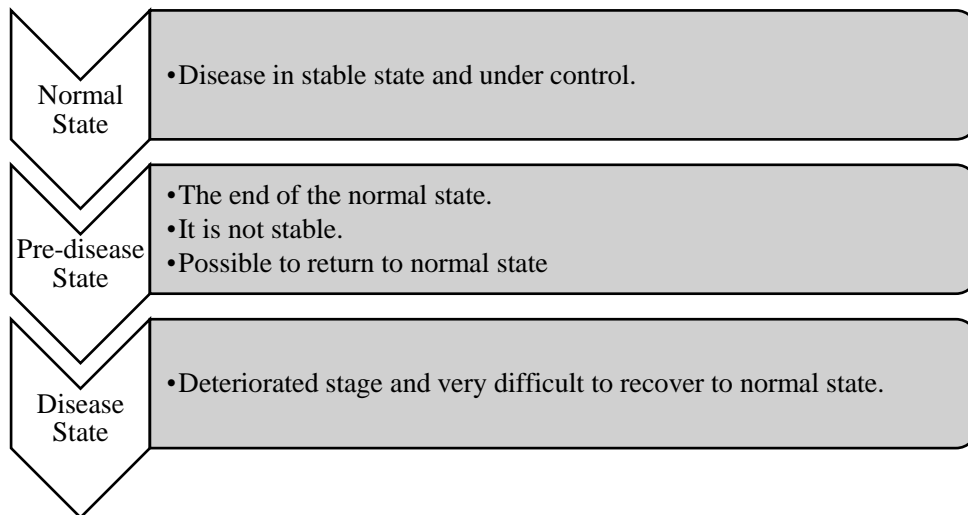 Normal
State
•Disease in stable state and under control.
Pre-disease
State
•The end of the normal state.
•It is not stable.
•Possible to return to normal state
Disease
State
•Deteriorated stage and very difficult to recover to normal state.